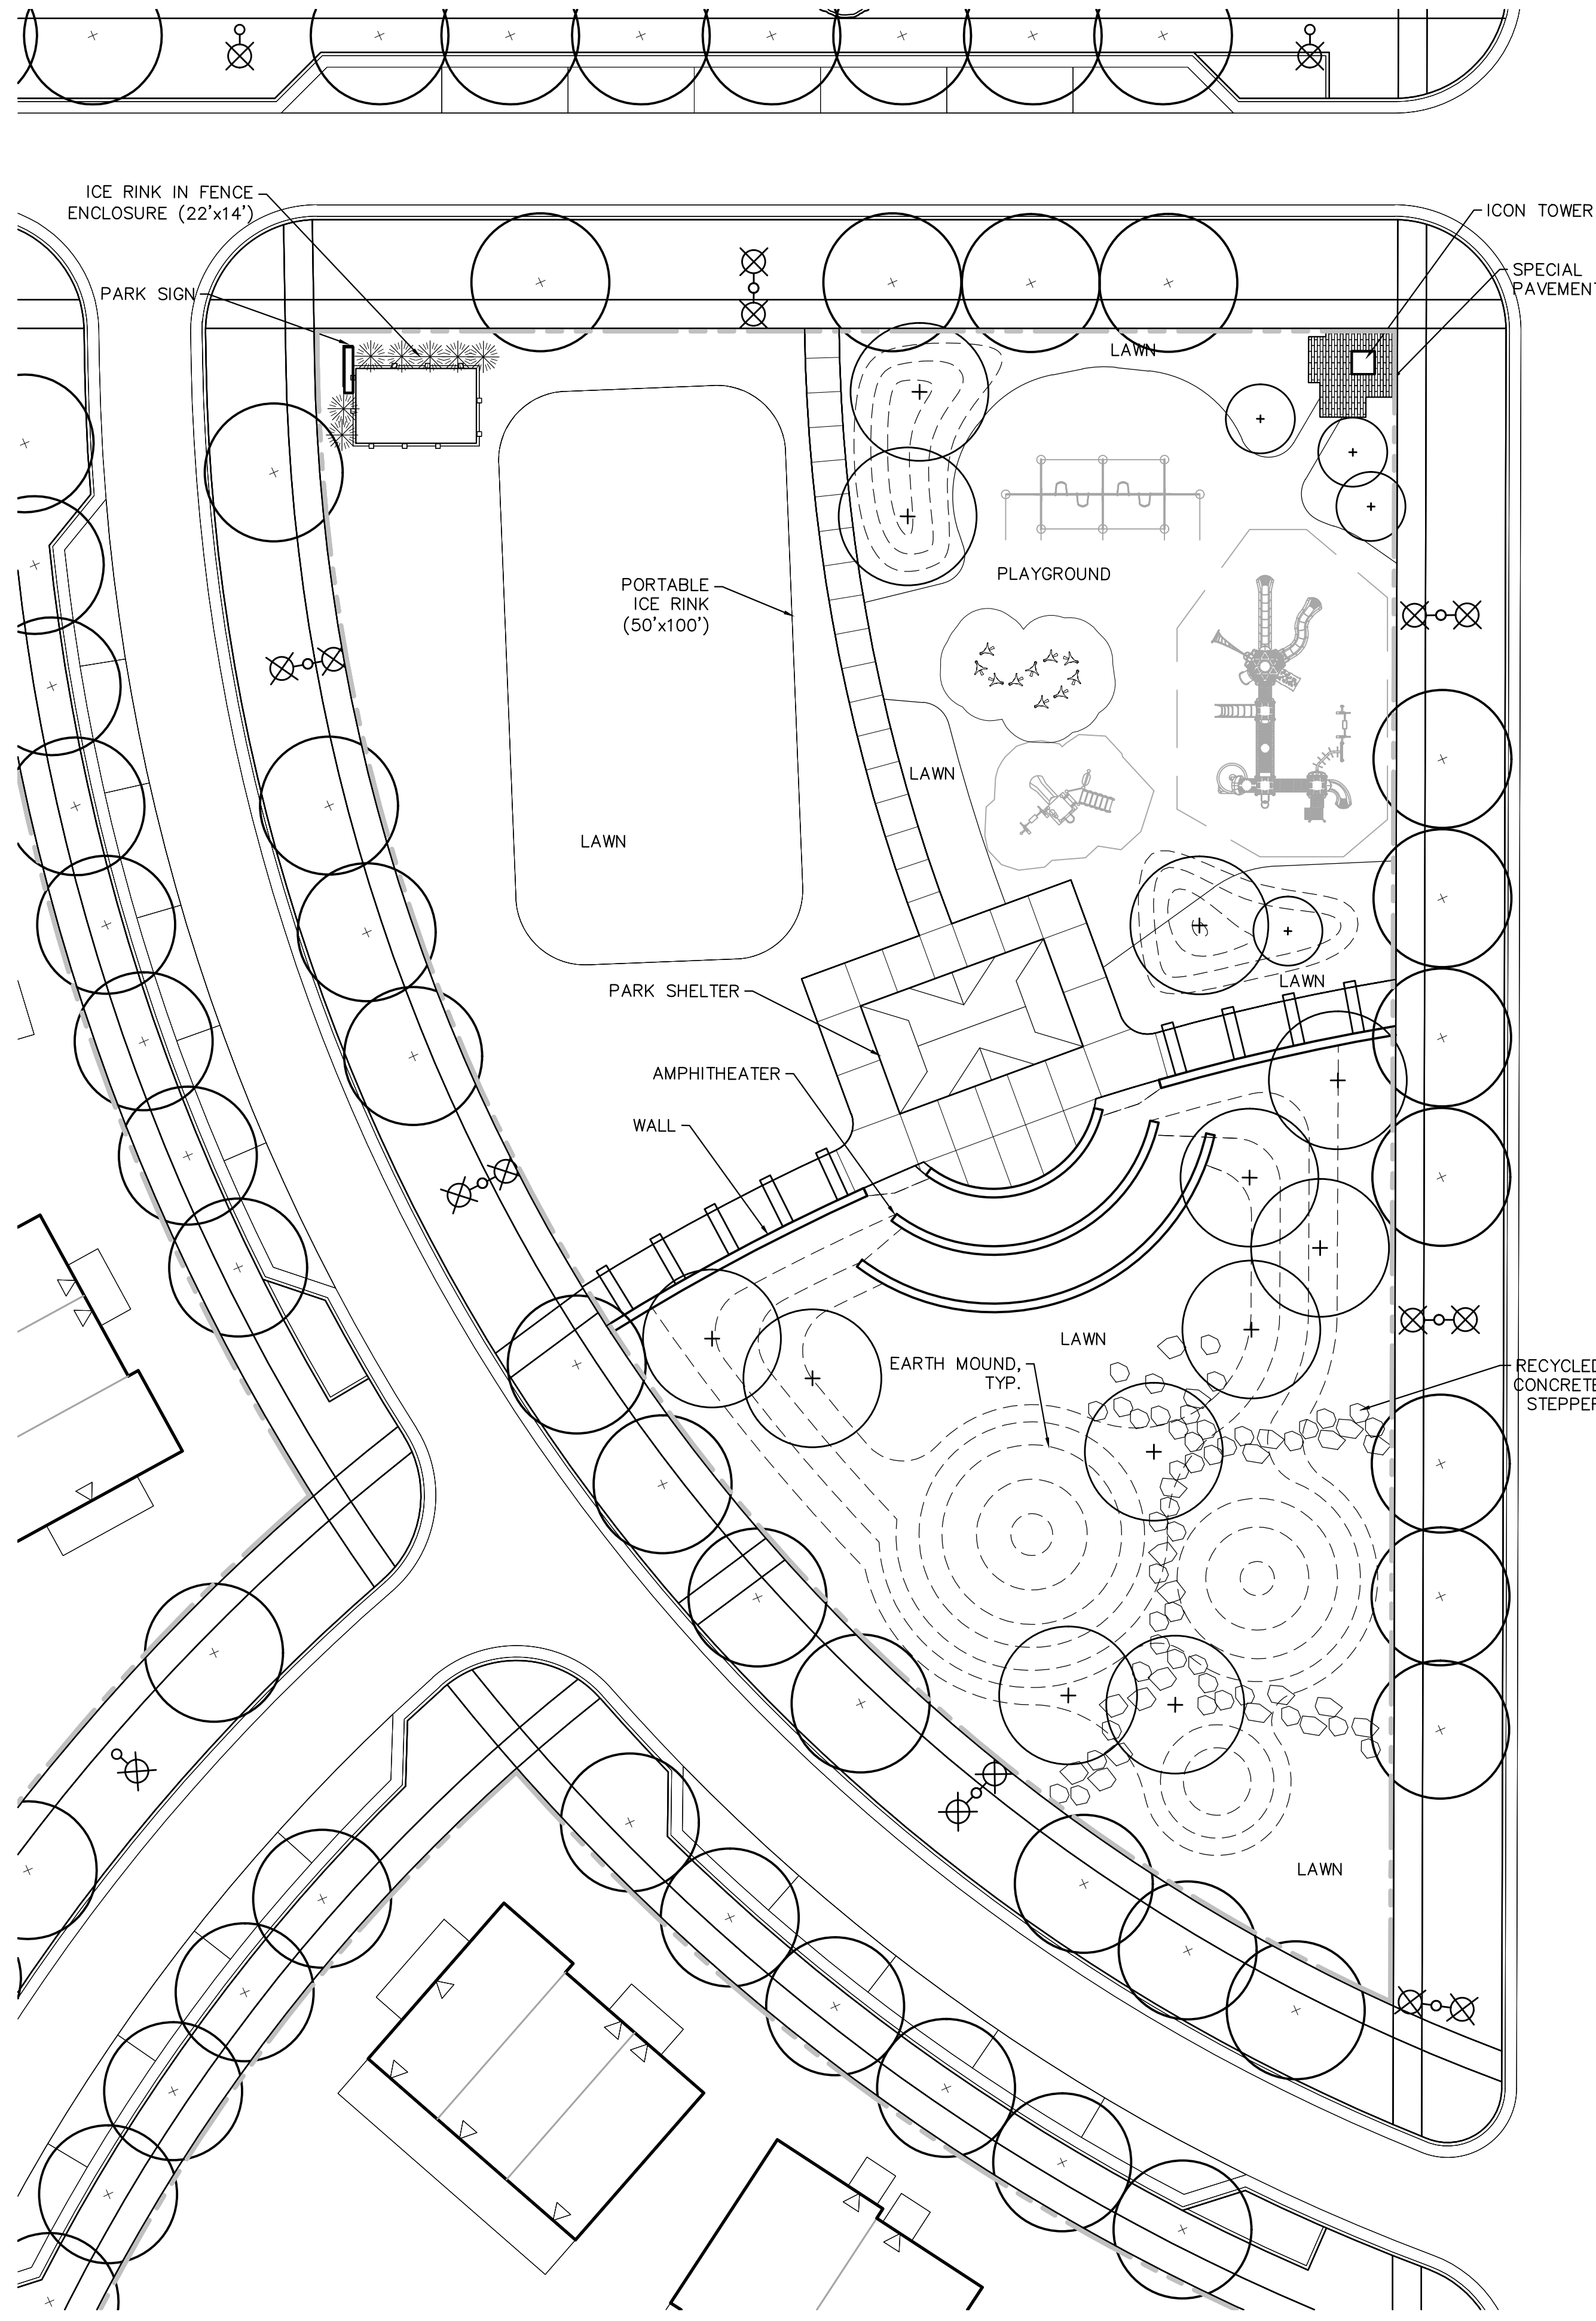 ICE RINK IN FENCE
ENCLOSURE (22'x14')
ICON TOWER
SPECIAL
PAVEMENT
PARK SIGN
LAWN
PLAYGROUND
PORTABLE
ICE RINK
(50'x100')
LAWN
LAWN
LAWN
PARK SHELTER
AMPHITHEATER
WALL
LAWN
EARTH MOUND,
TYP.
RECYCLED
CONCRETE
STEPPER
LAWN